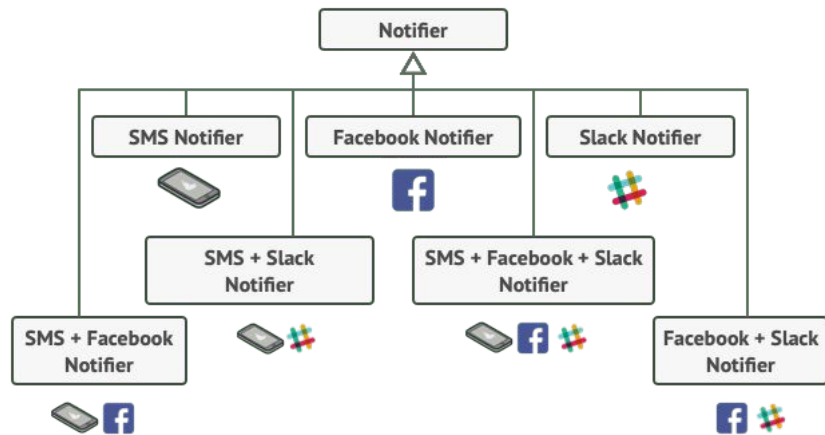 Notifier
SMS Notifier
Facebook Notifier
Slack Notifier
SMS + Slack
Notifier
SMS + Facebook + Slack
Notifier
SMS + Facebook
Notifier
Facebook + Slack
Notifier